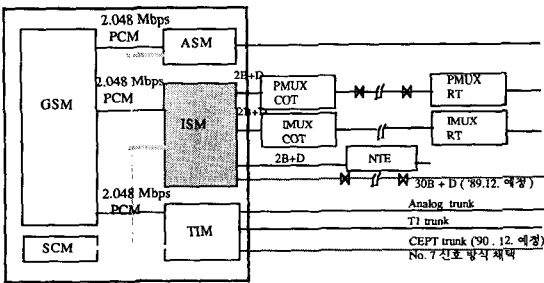 2.048 Mbps
PCM
ASM
2.048 Mbps
PCM
GSM
ISM
2B+D
PMUX
COT
PMUX
RT
2B+D
IMUX
COT
IMUX
RT
2B+D
NTE
30B + D ( '89.12. 예정)
2.048 Mbps
PCM
TIM
Analog trunk
T1 trunk
CEPT trunk ('90 . 12. 예정)
No. 7 신호 방식 채택
SCM